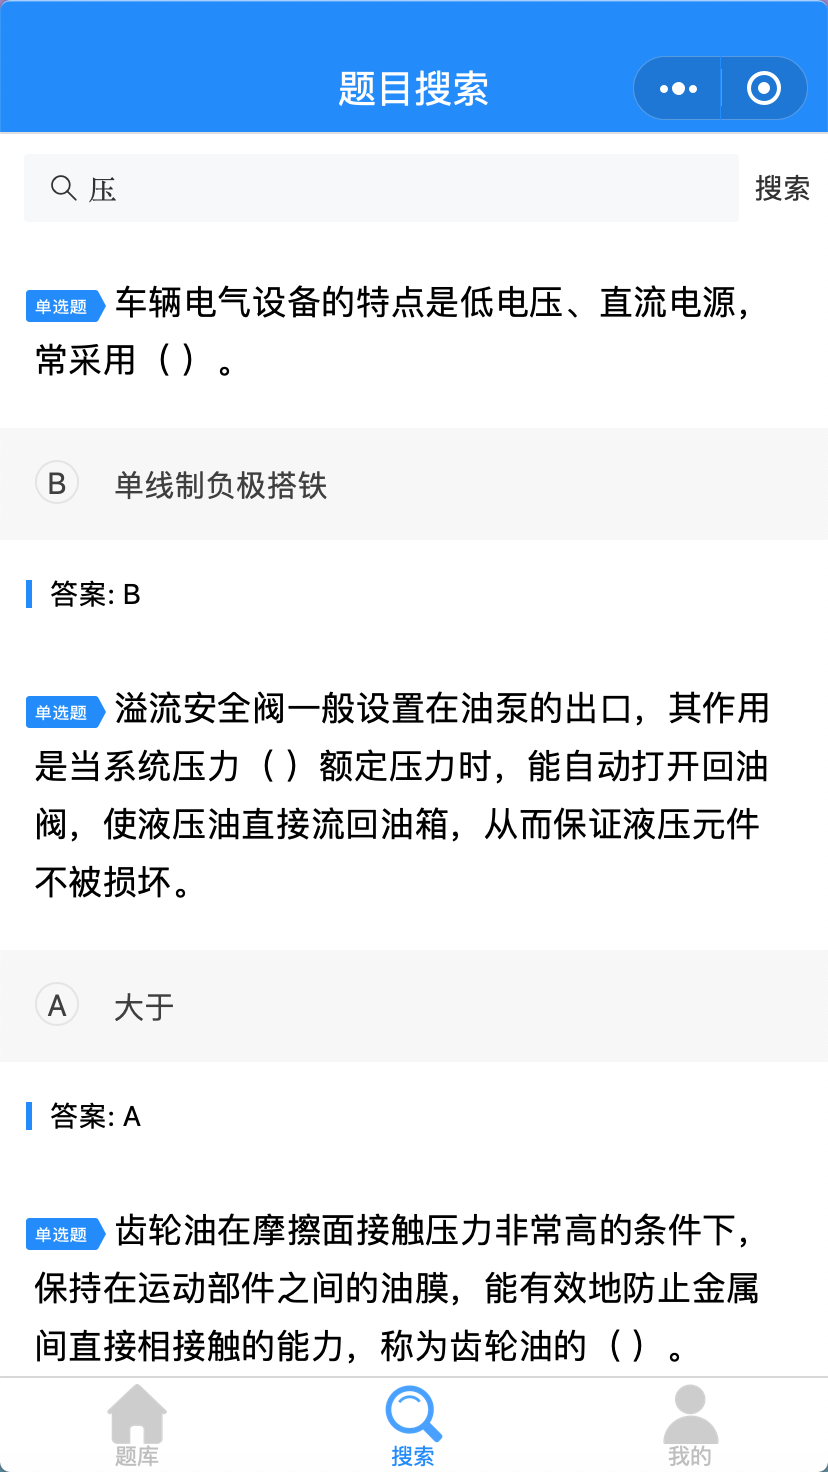 题目搜索
压
搜索
单选题 车辆电气设备的特点是低电压、直流电源，
常采用（ ）。
B 单线制负极搭铁
答案: B
单选题 溢流安全阀一般设置在油泵的出口，其作用
是当系统压力（ ）额定压力时，能自动打开回油
阀，使液压油直接流回油箱，从而保证液压元件
不被损坏。
A 大于
答案: A
单选题 齿轮油在摩擦面接触压力非常高的条件下，
保持在运动部件之间的油膜，能有效地防止金属
间直接相接触的能力，称为齿轮油的（ ）。
题库
搜索
我的